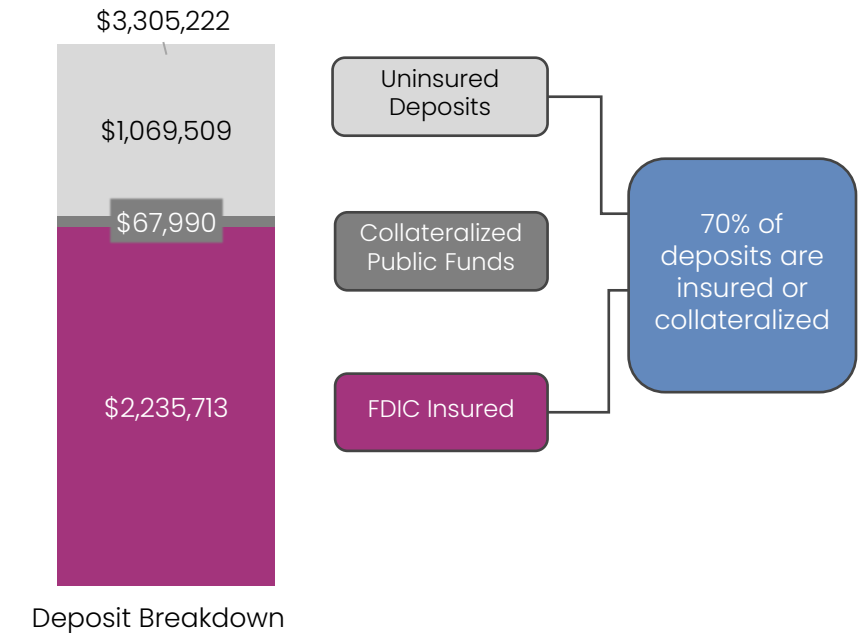 $3,305,222
$1,069,509
$67,990
$2,235,713
Deposit Breakdown
Uninsured
Deposits
Collateralized
Public Funds
FDIC Insured
70% of
deposits are
insured or
collateralized